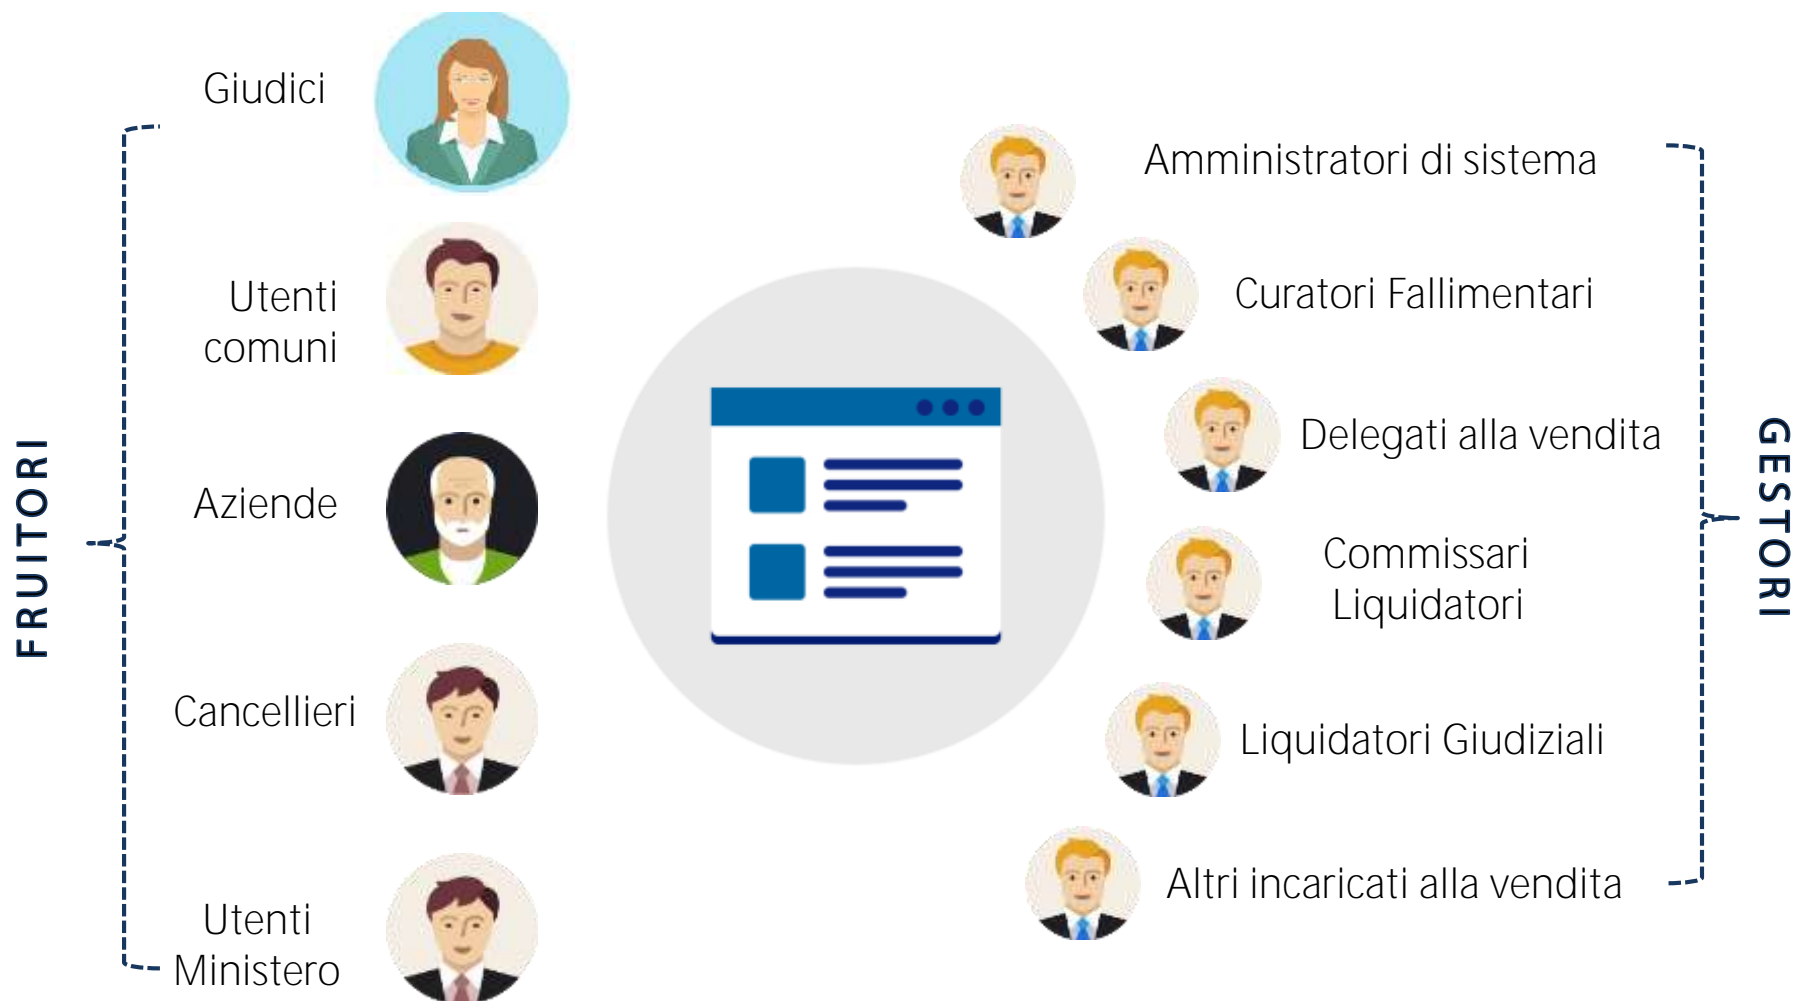 FRUITORI
Giudici
Utenti
comuni
Aziende
Cancellieri
Utenti
Ministero
Amministratori di sistema
Curatori Fallimentari
Delegati alla vendita
Commissari
Liquidatori
Liquidatori Giudiziali
Altri incaricati alla vendita
GESTORI